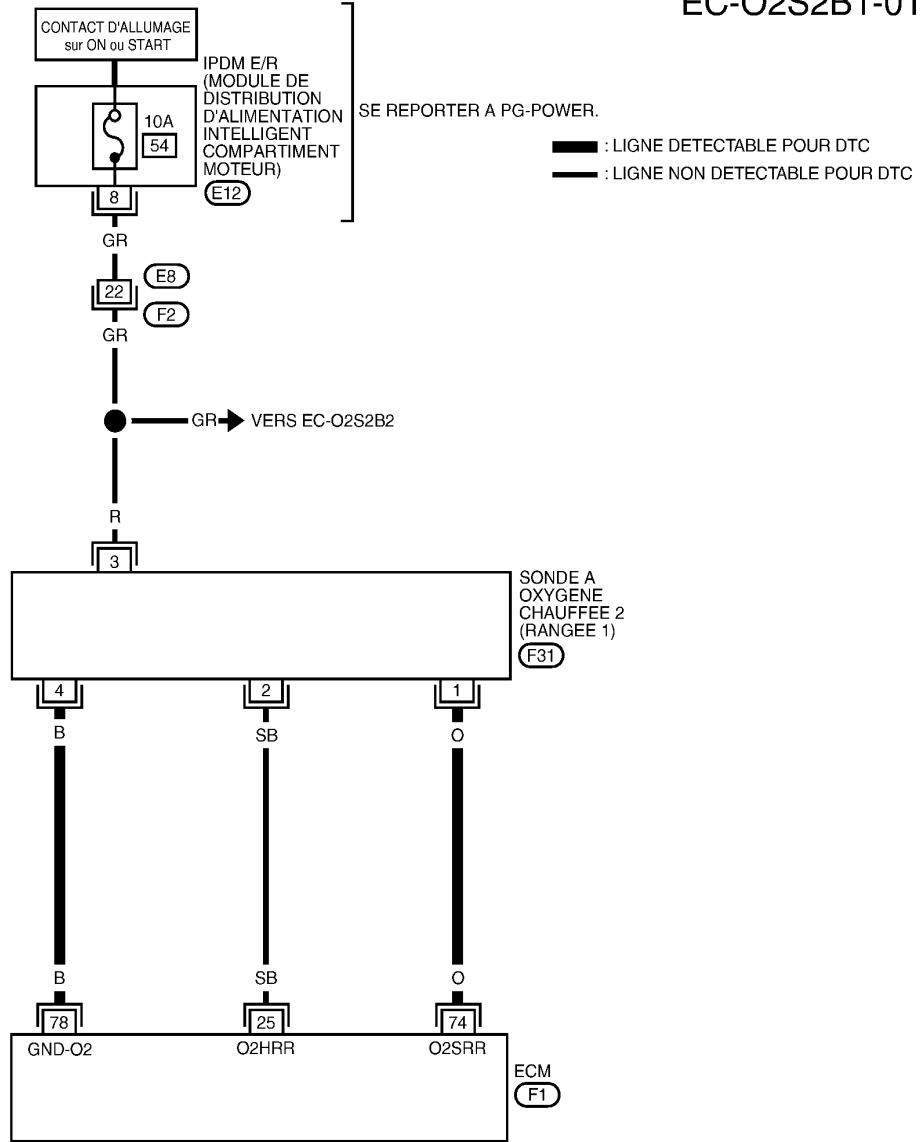 EC-O2S2B1-01
CONTACT D'ALLUMAGE
sur ON ou START
IPDM E/R
(MODULE DE
DISTRIBUTION
D'ALIMENTATION
INTELLIGENT
COMPARTIMENT
MOTEUR)
E12
10A
54
SE REPORTER A PG-POWER.
: LIGNE DETECTABLE POUR DTC
: LIGNE NON DETECTABLE POUR DTC
8
GR
E8
22
F2
GR
GR
VERS EC-O2S2B2
R
3
SONDE A
OXYGENE
CHAUFFEE 2
(RANGEE 1)
F31
4 2 1
B SB O
B SB O
78 25 74
GND-O2 O2HRR O2SRR
ECM
F1